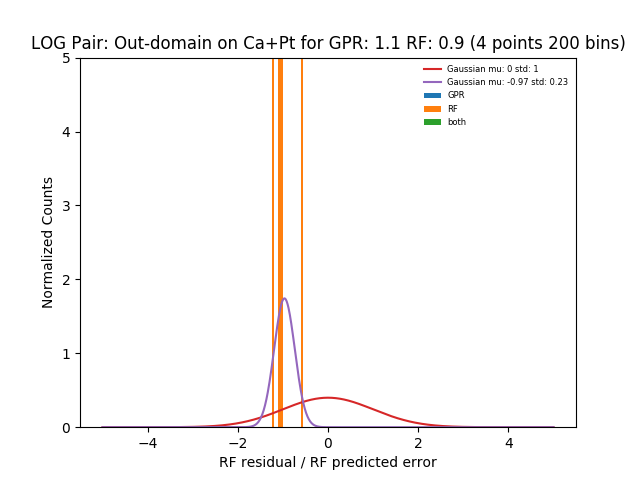 LOG Pair: Out-domain on Ca+Pt for GPR: 1.1 RF: 0.9 (4 points 200 bins)
Gaussian mu: 0 std: 1
Gaussian mu: -0.97 std: 0.23
GPR
RF
both
Normalized Counts
5
4
3
2
1
0
−4
−2
0
2
4
RF residual / RF predicted error